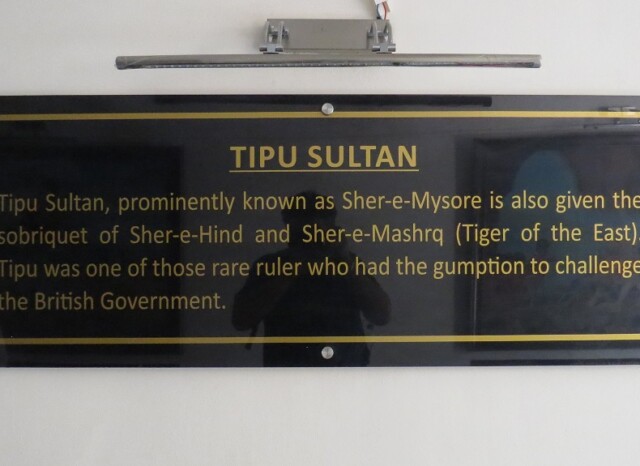 TIPU SULTAN
Tipu Sultan, prominently known as Sher-e-Mysore is also given the
sobriquet of Sher-e-Hind and Sher-e-Mashrq (Tiger of the East).
Tipu was one of those rare ruler who had the gumption to challenge
the British Government.